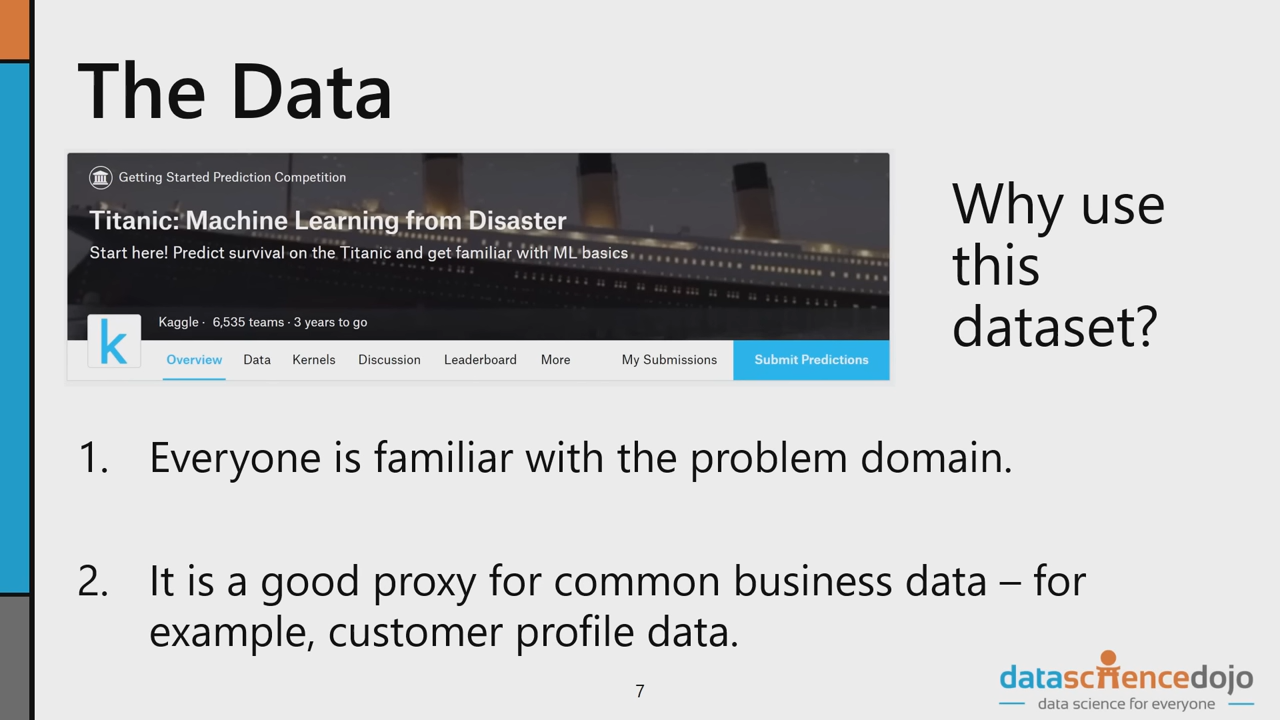 The Data
Getting Started Prediction Competition
Titanic: Machine Learning from Disaster
Start here! Predict survival on the Titanic and get familiar with ML basics
k
Kaggle · 6,535 teams · 3 years to go
Overview Data Kernels Discussion Leaderboard More My Submissions Submit Predictions
Why use
this
dataset?
1. Everyone is familiar with the problem domain.
2. It is a good proxy for common business data – for
example, customer profile data.
7
datasciencedojo
data science for everyone